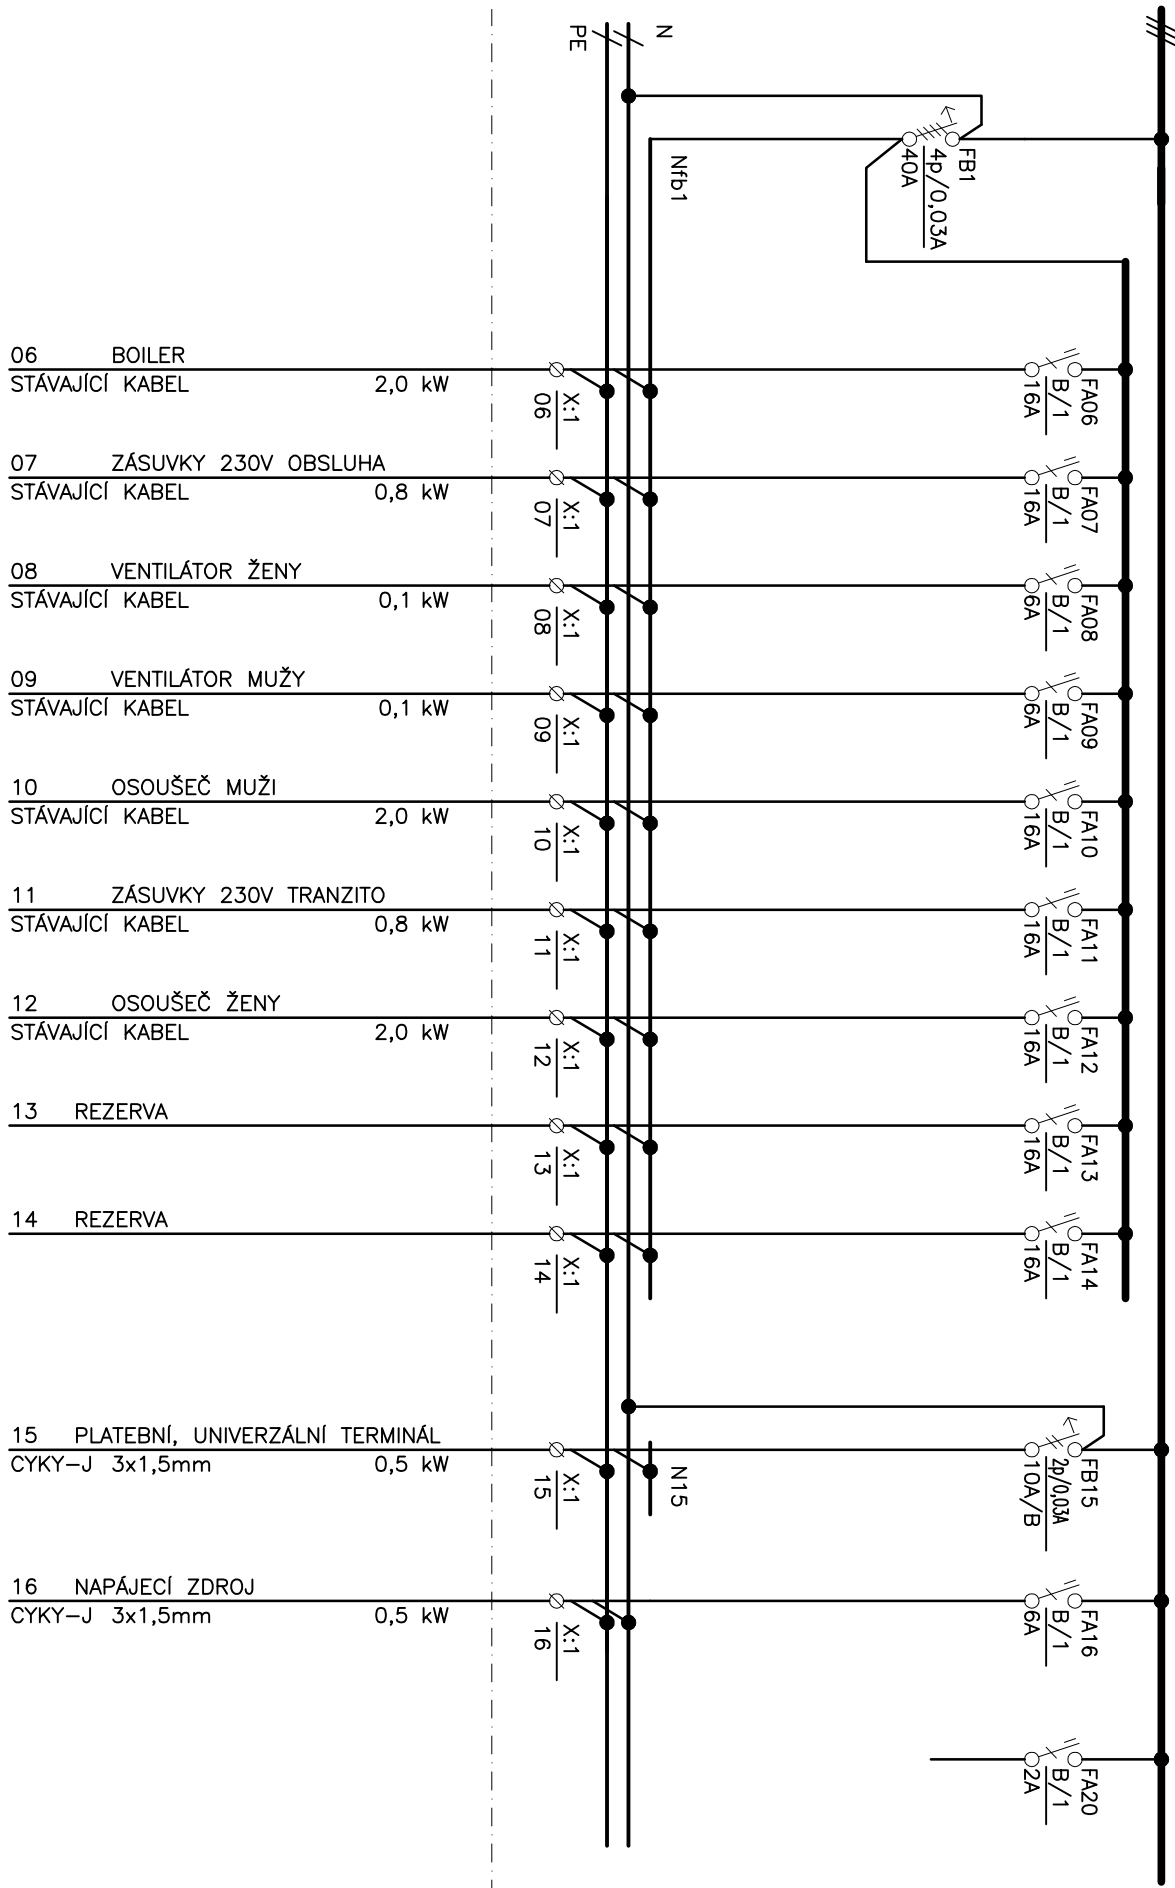 PE
N
Nfb1
FB1
4p/0,03A
40A
06 BOILER
STÁVAJÍCÍ KABEL 2,0 kW
X:1
06
FA06
B/1
16A
07 ZÁSUVKY 230V OBSLUHA
STÁVAJÍCÍ KABEL 0,8 kW
X:1
07
FA07
B/1
16A
08 VENTILÁTOR ŽENY
STÁVAJÍCÍ KABEL 0,1 kW
X:1
08
FA08
B/1
6A
09 VENTILÁTOR MUŽY
STÁVAJÍCÍ KABEL 0,1 kW
X:1
09
FA09
B/1
6A
10 OSOUŠEČ MUŽI
STÁVAJÍCÍ KABEL 2,0 kW
X:1
10
FA10
B/1
16A
11 ZÁSUVKY 230V TRANZITO
STÁVAJÍCÍ KABEL 0,8 kW
X:1
11
FA11
B/1
16A
12 OSOUŠEČ ŽENY
STÁVAJÍCÍ KABEL 2,0 kW
X:1
12
FA12
B/1
16A
13 REZERVA
X:1
13
FA13
B/1
16A
14 REZERVA
X:1
14
FA14
B/1
16A
15 PLATEBNÍ, UNIVERZÁLNÍ TERMINÁL
CYKY-J 3x1,5mm 0,5 kW
X:1
15
N15
FB15
2p/0,03A
10A/B
16 NAPÁJECÍ ZDROJ
CYKY-J 3x1,5mm 0,5 kW
X:1
16
FA16
B/1
6A
FA20
B/1
2A